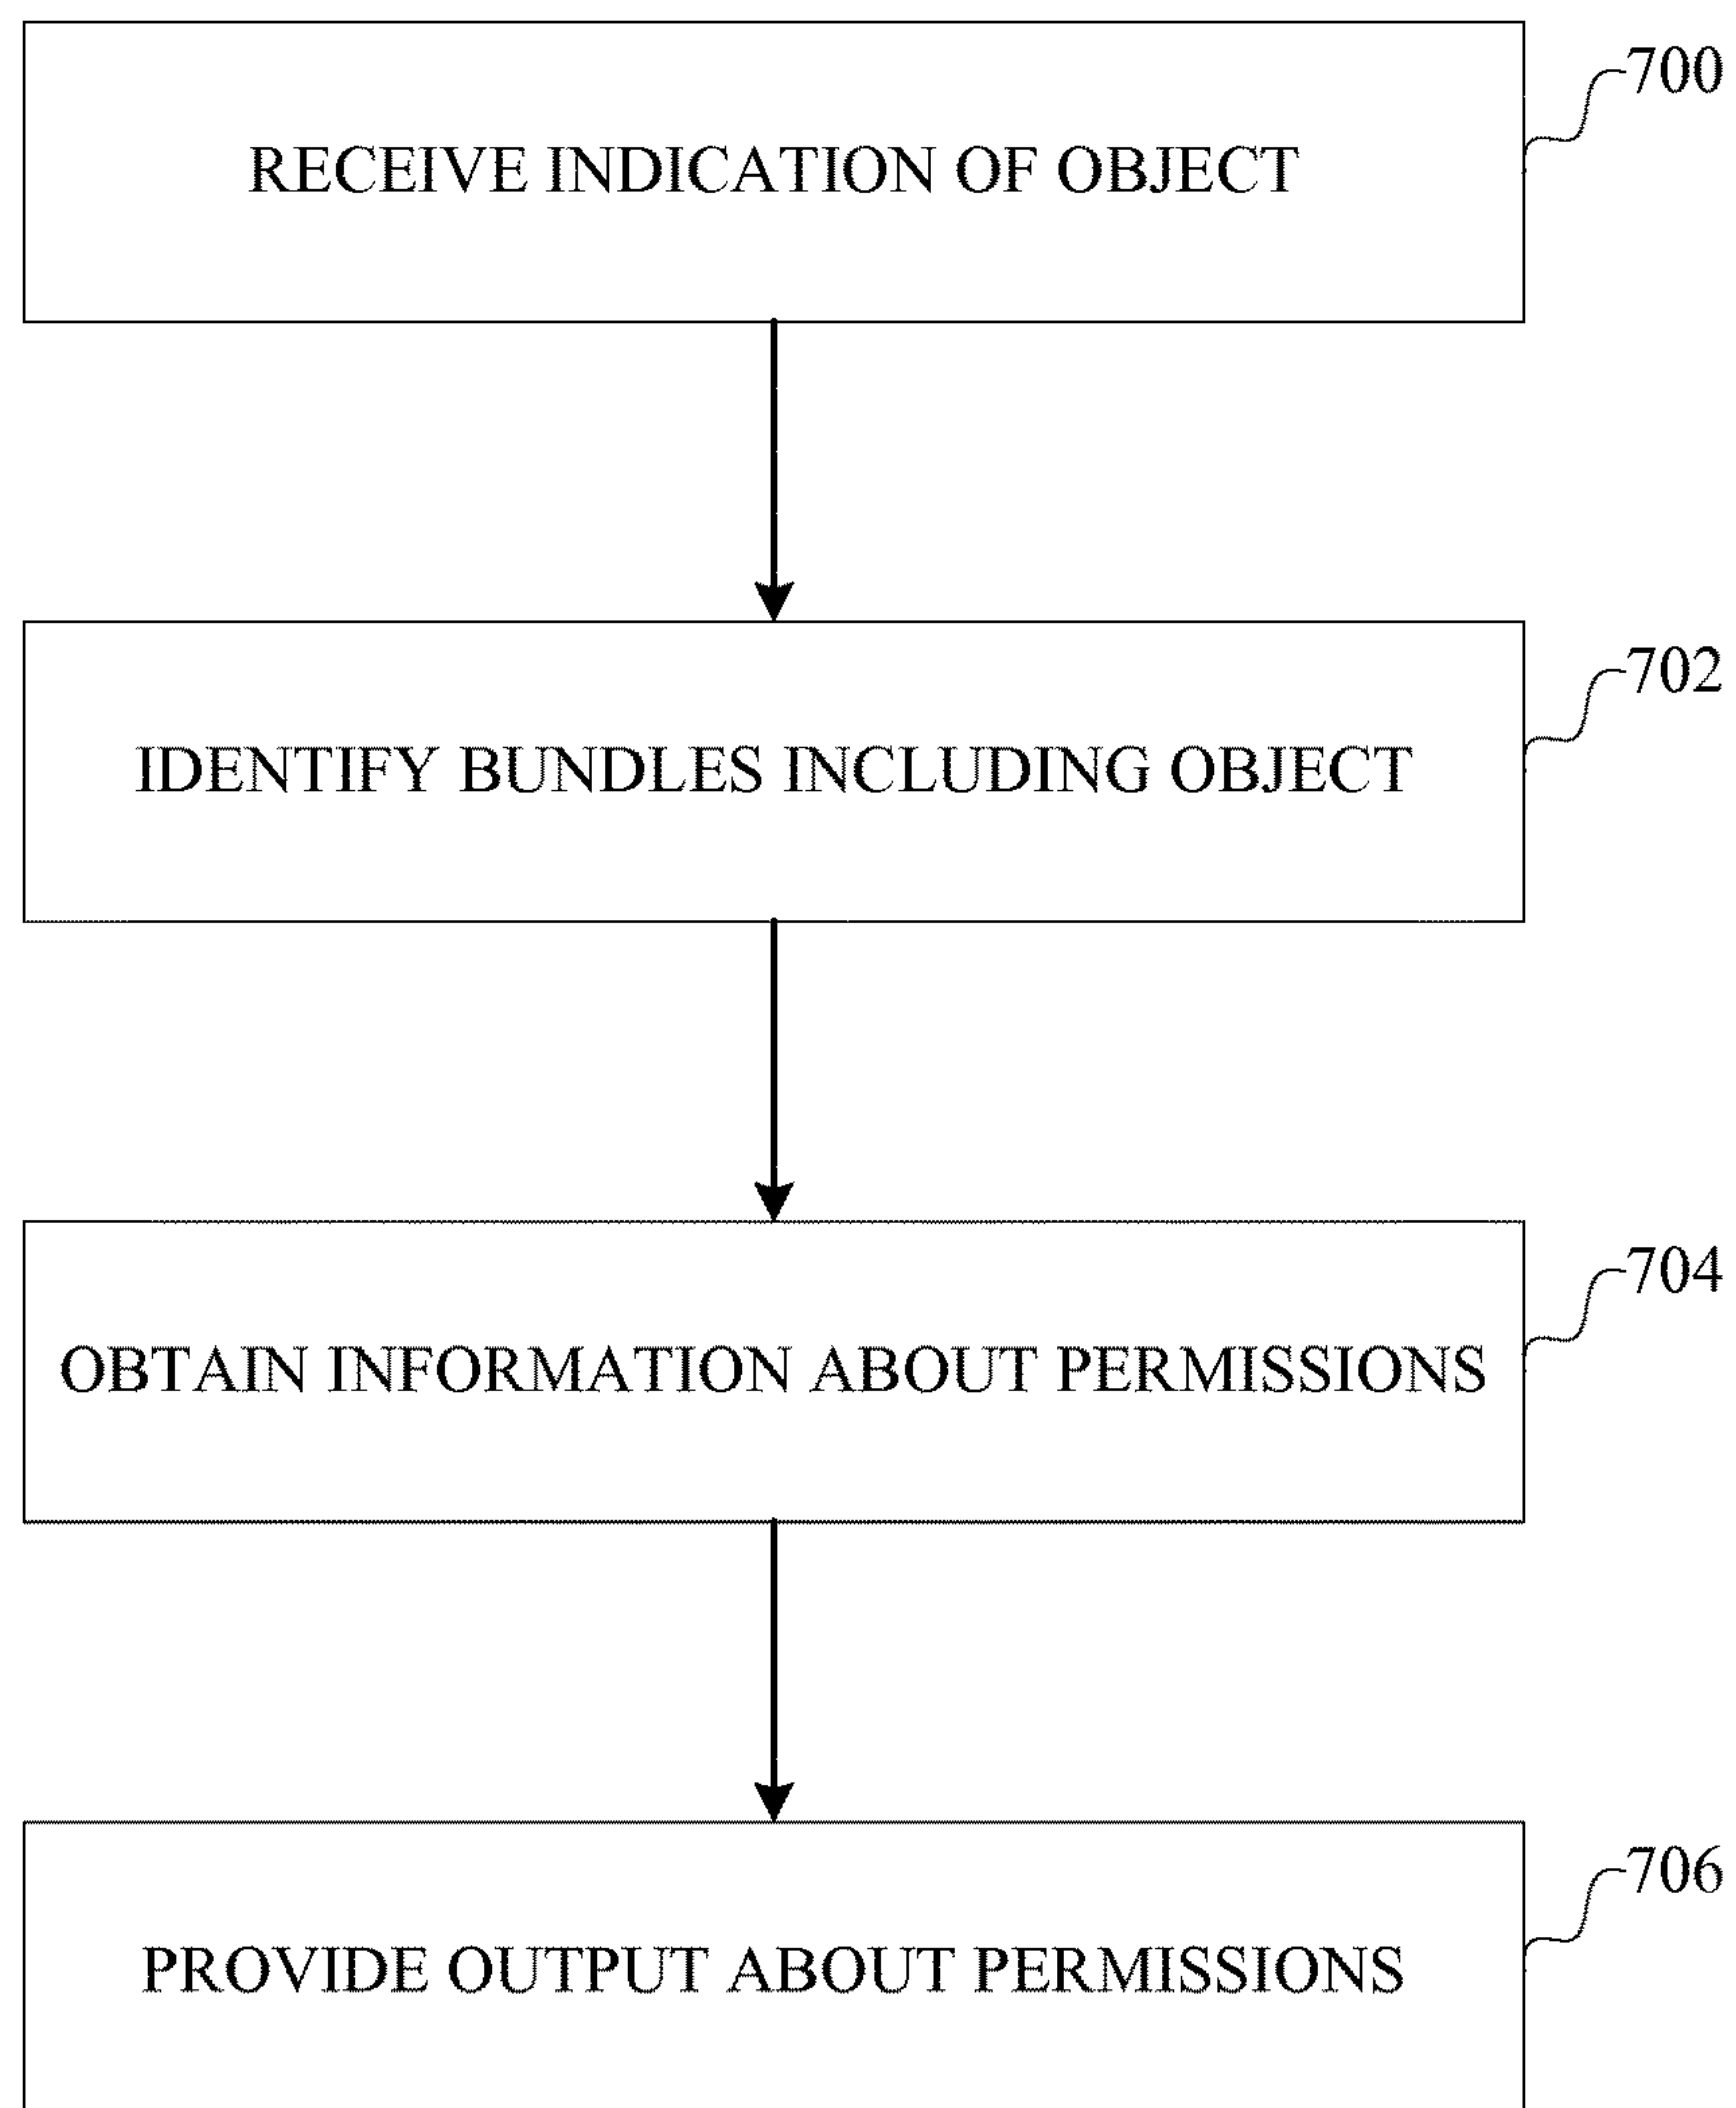 700
RECEIVE INDICATION OF OBJECT
702
IDENTIFY BUNDLES INCLUDING OBJECT
704
OBTAIN INFORMATION ABOUT PERMISSIONS
706
PROVIDE OUTPUT ABOUT PERMISSIONS